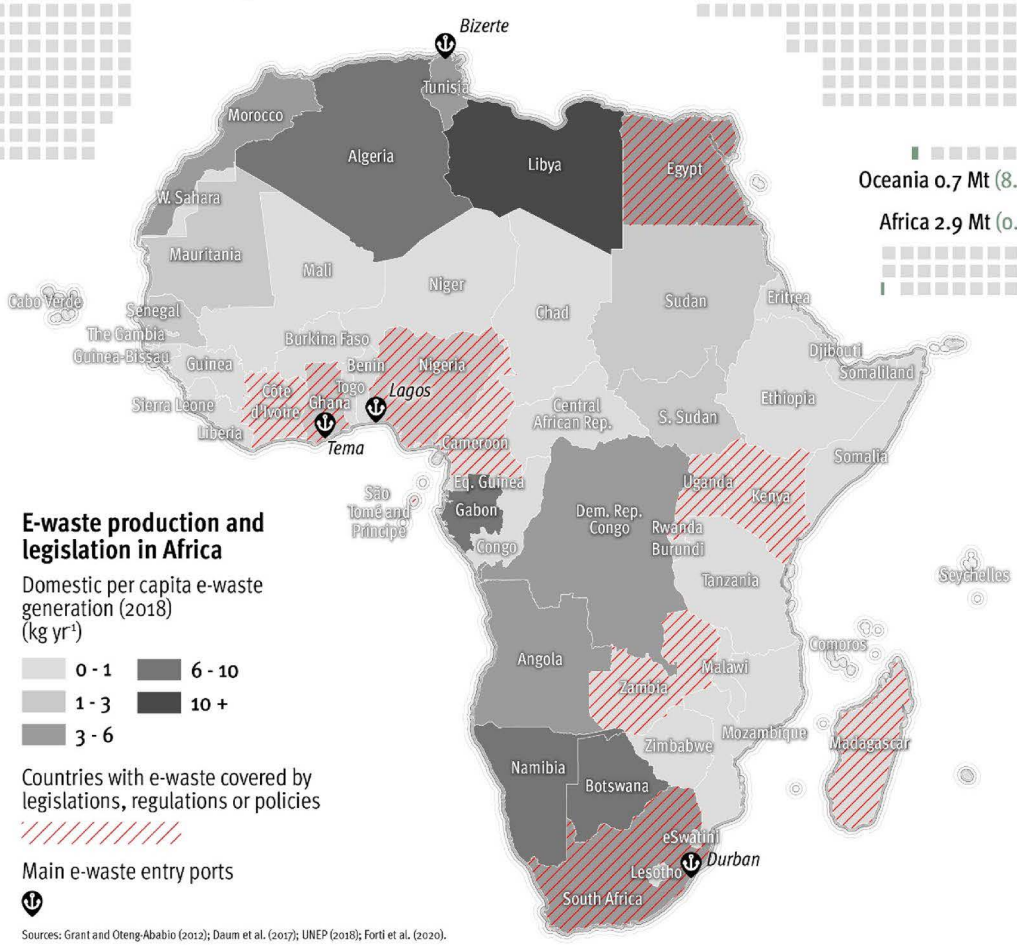 Bizerte
Tunisia
Morocco
Algeria
Libya
Egypt
Oceania 0.7 Mt (8.
Africa 2.9 Mt (0.
W. Sahara
Mauritania
Mali
Niger
Chad
Sudan
Eritrea
Cabo Verde
Senegal
The Gambia
Guinea-Bissau
Guinea
Burkina Faso
Benin
Nigeria
Djibouti
Somaliland
Sierra Leone
Côte
d'Ivoire
Ghana
Togo
Lagos
Central
African Rep.
S. Sudan
Ethiopia
Liberia
Tema
Cameroon
Somalia
São
Tomé and
Príncipe
Eq. Guinea
Gabon
Congo
Dem. Rep.
Congo
Uganda
Kenya
Rwanda
Burundi
Tanzania
Seychelles
Comoros
Angola
Zambia
Malawi
Mozambique
Madagascar
Zimbabwe
Namibia
Botswana
eSwatini
Durban
Lesotho
South Africa
E-waste production and
legislation in Africa
Domestic per capita e-waste
generation (2018)
(kg yr¹)
0 - 1
6 - 10
1 - 3
10 +
3 - 6
Countries with e-waste covered by
legislations, regulations or policies
Main e-waste entry ports
Sources: Grant and Oteng-Ababio (2012); Daum et al. (2017); UNEP (2018); Forti et al. (2020).